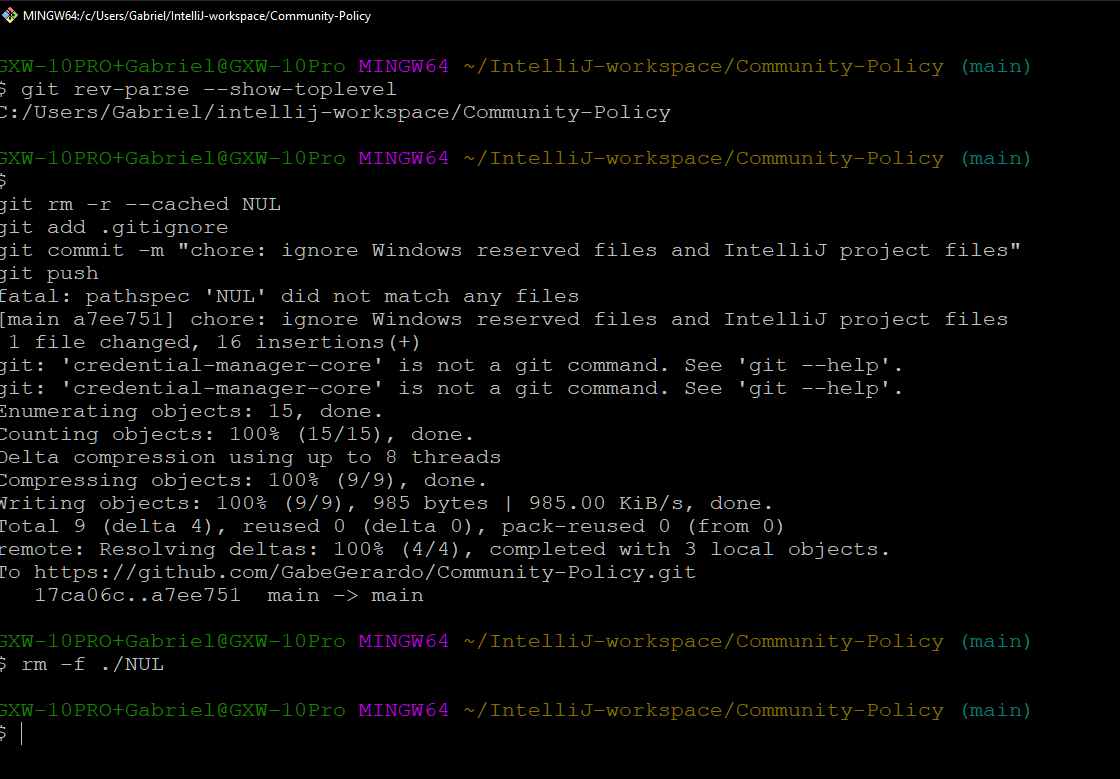 MINGW64:/c/Users/Gabriel/IntelliJ-workspace/Community-Policy
GXW-10PRO+Gabriel@GXW-10Pro MINGW64 ~/IntelliJ-workspace/Community-Policy (main)
$ git rev-parse --show-toplevel
C:/Users/Gabriel/intellij-workspace/Community-Policy
GXW-10PRO+Gabriel@GXW-10Pro MINGW64 ~/IntelliJ-workspace/Community-Policy (main)
$
git rm -r --cached NUL
git add .gitignore
git commit -m "chore: ignore Windows reserved files and IntelliJ project files"
git push
fatal: pathspec 'NUL' did not match any files
[main a7ee751] chore: ignore Windows reserved files and IntelliJ project files
1 file changed, 16 insertions(+)
git: 'credential-manager-core' is not a git command. See 'git --help'.
git: 'credential-manager-core' is not a git command. See 'git --help'.
Enumerating objects: 15, done.
Counting objects: 100% (15/15), done.
Delta compression using up to 8 threads
Compressing objects: 100% (9/9), done.
Writing objects: 100% (9/9), 985 bytes | 985.00 KiB/s, done.
Total 9 (delta 4), reused 0 (delta 0), pack-reused 0 (from 0)
remote: Resolving deltas: 100% (4/4), completed with 3 local objects.
To https://github.com/GabeGerardo/Community-Policy.git
17ca06c..a7ee751  main -> main
GXW-10PRO+Gabriel@GXW-10Pro MINGW64 ~/IntelliJ-workspace/Community-Policy (main)
$ rm -f ./NUL
GXW-10PRO+Gabriel@GXW-10Pro MINGW64 ~/IntelliJ-workspace/Community-Policy (main)
$